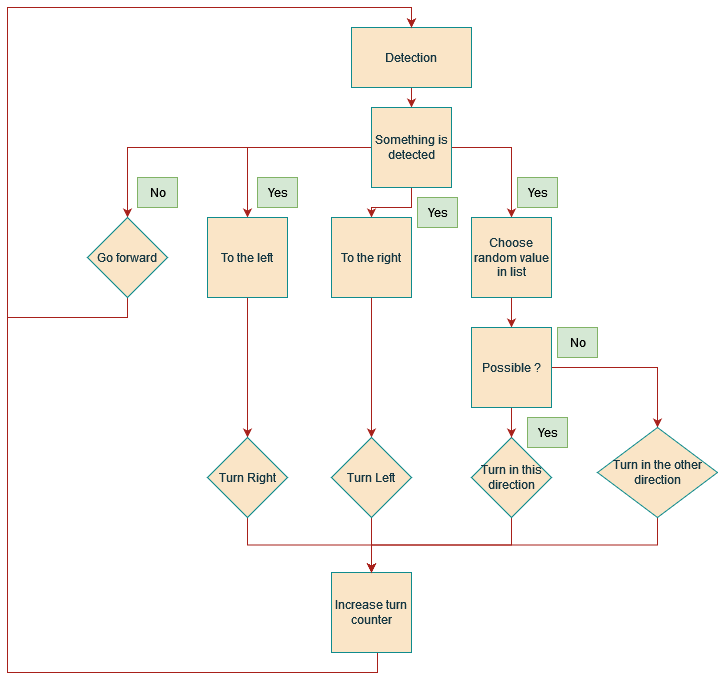 Detection
Something is
detected
No
Yes
Yes
Yes
Go forward
To the left
To the right
Choose
random value
in list
Possible ?
No
Yes
Turn Right
Turn Left
Turn in this
direction
Turn in the other
direction
Increase turn
counter